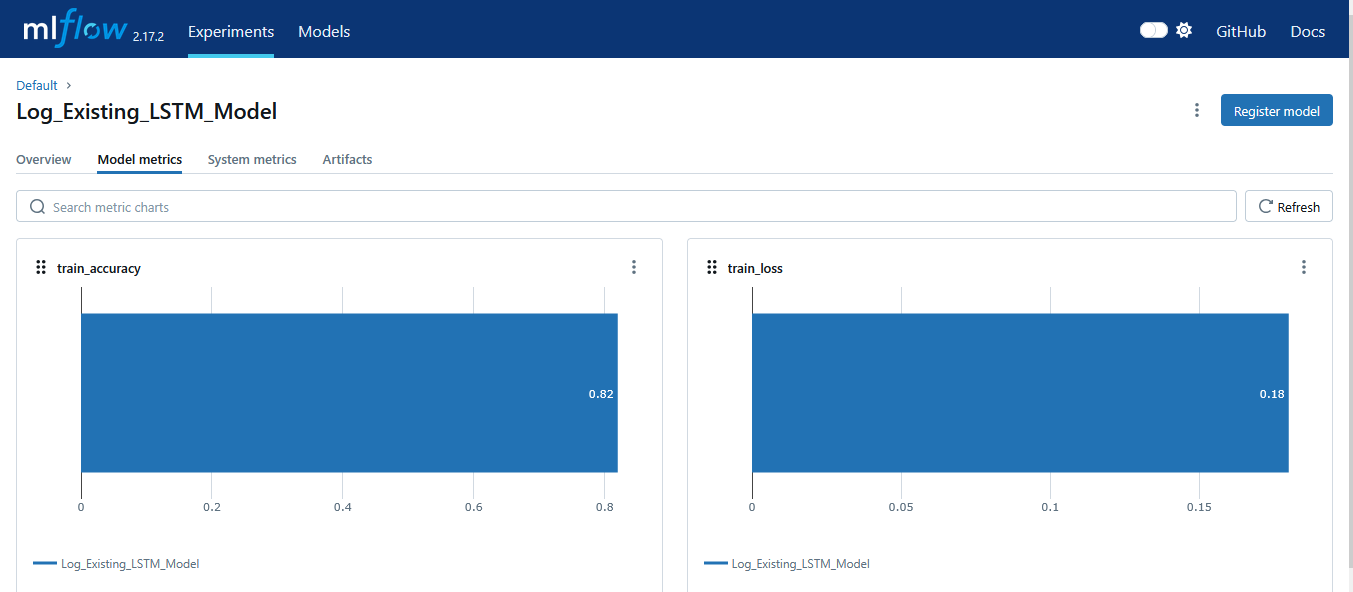 mlflow 2.17.2 Experiments Models GitHub Docs
Default
Log_Existing_LSTM_Model
Register model
Overview Model metrics System metrics Artifacts
Search metric charts Refresh
train_accuracy train_loss
0.82 0.18
0 0.2 0.4 0.6 0.8 0 0.05 0.1 0.15
Log_Existing_LSTM_Model Log_Existing_LSTM_Model